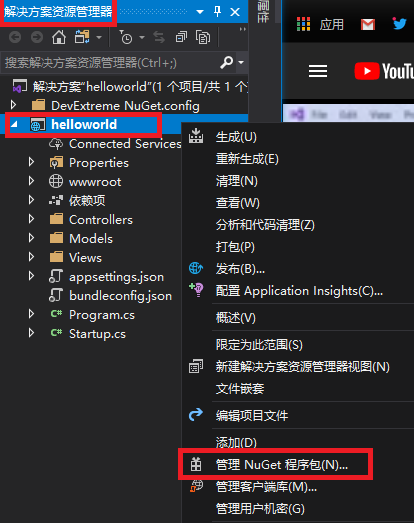 解决方案资源管理器
属性
应用
搜索解决方案资源管理器(Ctrl+;)
YouTu
解决方案"helloworld"(1 个项目/共 1 个
DevExtreme NuGet.config
helloworld
Connected Services
Properties
wwwroot
依赖项
Controllers
Models
Views
appsettings.json
bundleconfig.json
C# Program.cs
C# Startup.cs
File Edit View
生成(U)
重新生成(E)
清理(N)
查看(W)
分析和代码清理(Z)
打包(P)
发布(B)...
配置 Application Insights(C)...
概述(V)
限定为此范围(S)
新建解决方案资源管理器视图(N)
文件嵌套
编辑项目文件
添加(D)
管理 NuGet 程序包(N)...
管理客户端库(M)...
管理用户机密(G)